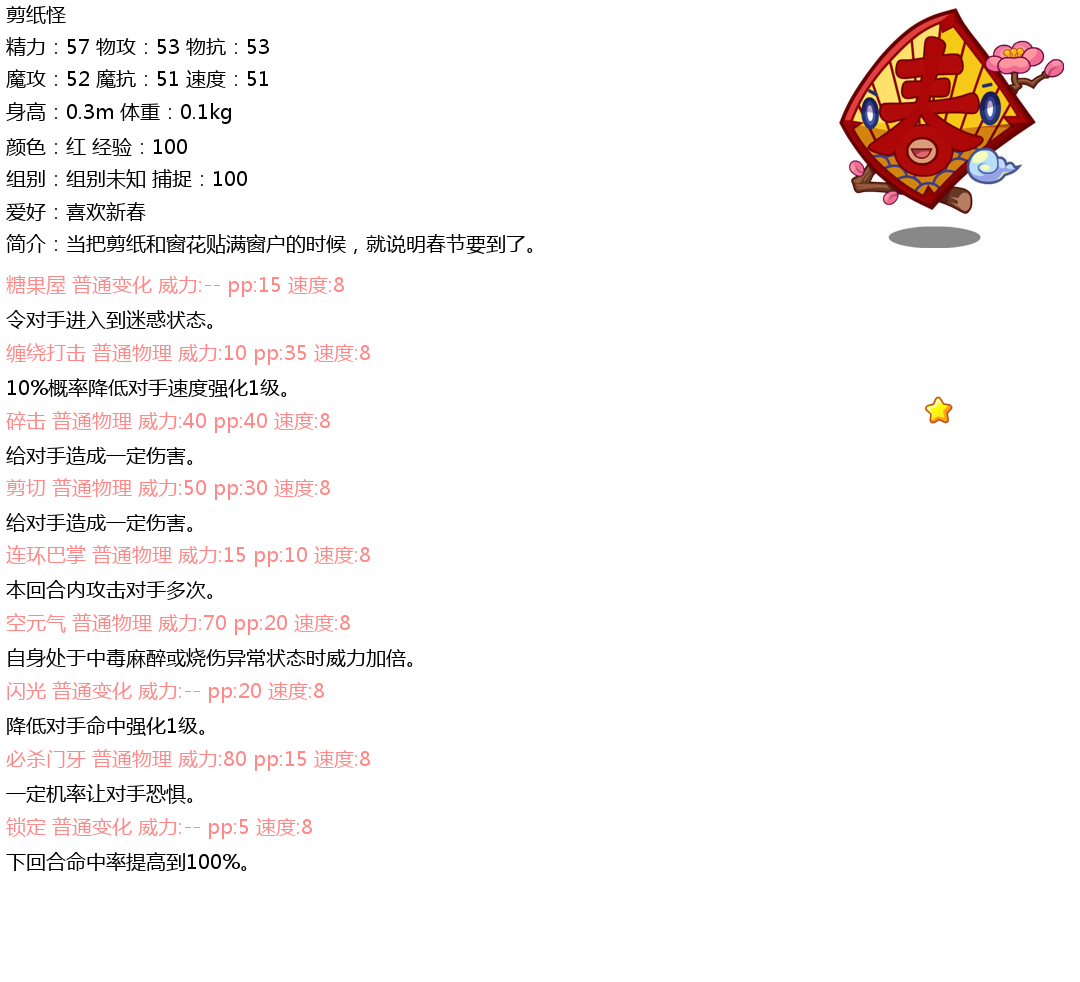 剪纸怪
精力：57 物攻：53 物抗：53
魔攻：52 魔抗：51 速度：51
身高：0.3m 体重：0.1kg
颜色：红 经验：100
组别：组别未知 捕捉：100
爱好：喜欢新春
简介：当把剪纸和窗花贴满窗户的时候，就说明春节要到了。
春
糖果屋 普通变化 威力:-- pp:15 速度:8
令对手进入到迷惑状态。
缠绕打击 普通物理 威力:10 pp:35 速度:8
10%概率降低对手速度强化1级。
碎击 普通物理 威力:40 pp:40 速度:8
给对手造成一定伤害。
剪切 普通物理 威力:50 pp:30 速度:8
给对手造成一定伤害。
连环巴掌 普通物理 威力:15 pp:10 速度:8
本回合内攻击对手多次。
空元气 普通物理 威力:70 pp:20 速度:8
自身处于中毒麻醉或烧伤异常状态时威力加倍。
闪光 普通变化 威力:-- pp:20 速度:8
降低对手命中强化1级。
必杀门牙 普通物理 威力:80 pp:15 速度:8
一定机率让对手恐惧。
锁定 普通变化 威力:-- pp:5 速度:8
下回合命中率提高到100%。